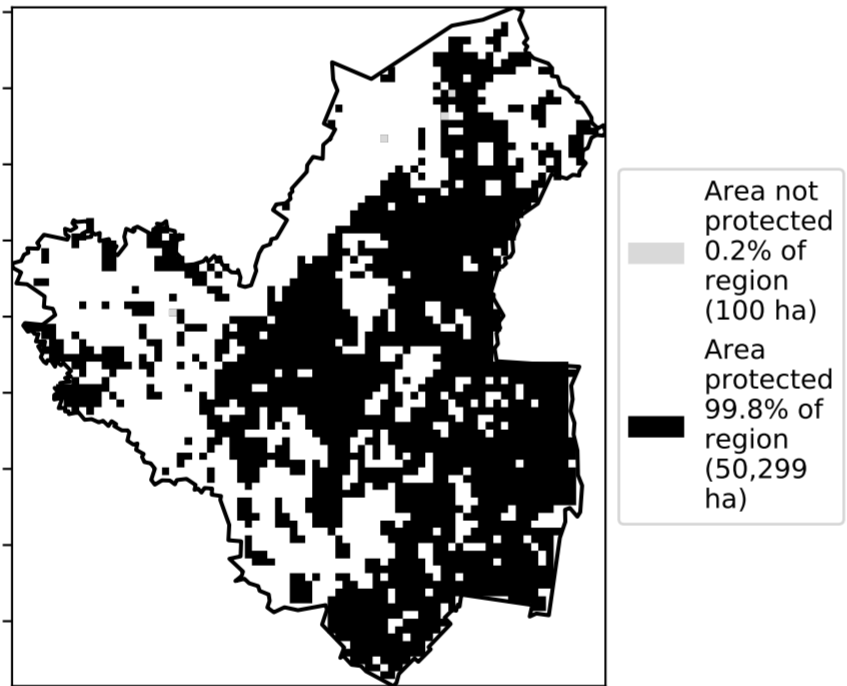 Area not
protected
0.2% of
region
(100 ha)
Area
protected
99.8% of
region
(50,299
ha)